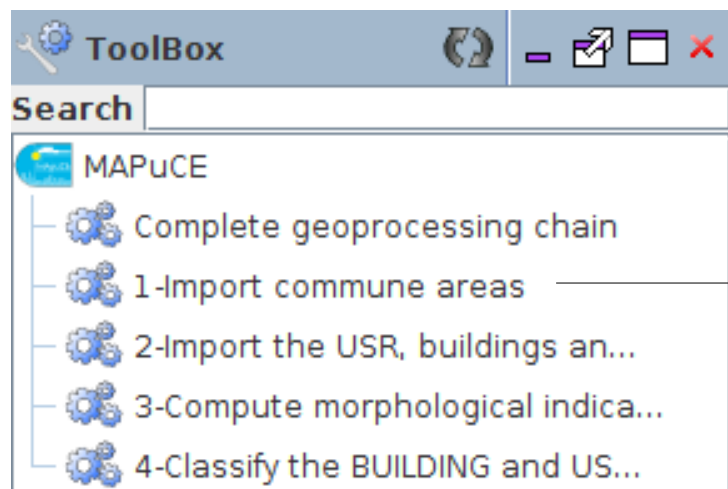 ToolBox
Search
MAPuCE
Complete geoprocessing chain
1-Import commune areas
2-Import the USR, buildings an...
3-Compute morphological indica...
4-Classify the BUILDING and US...